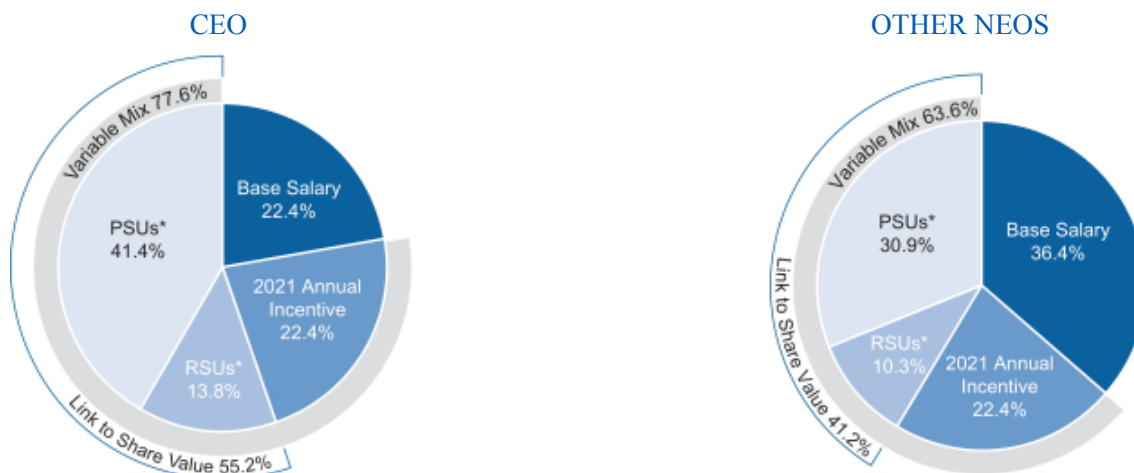 CEO
Variable Mix 77.6%
Base Salary
22.4%
PSUs*
41.4%
2021 Annual
Incentive
22.4%
RSUs*
13.8%
Link to Share Value 55.2%
OTHER NEOS
Variable Mix 63.6%
PSUs*
30.9%
Base Salary
36.4%
RSUs*
10.3%
2021 Annual
Incentive
22.4%
Link to Share Value 41.2%